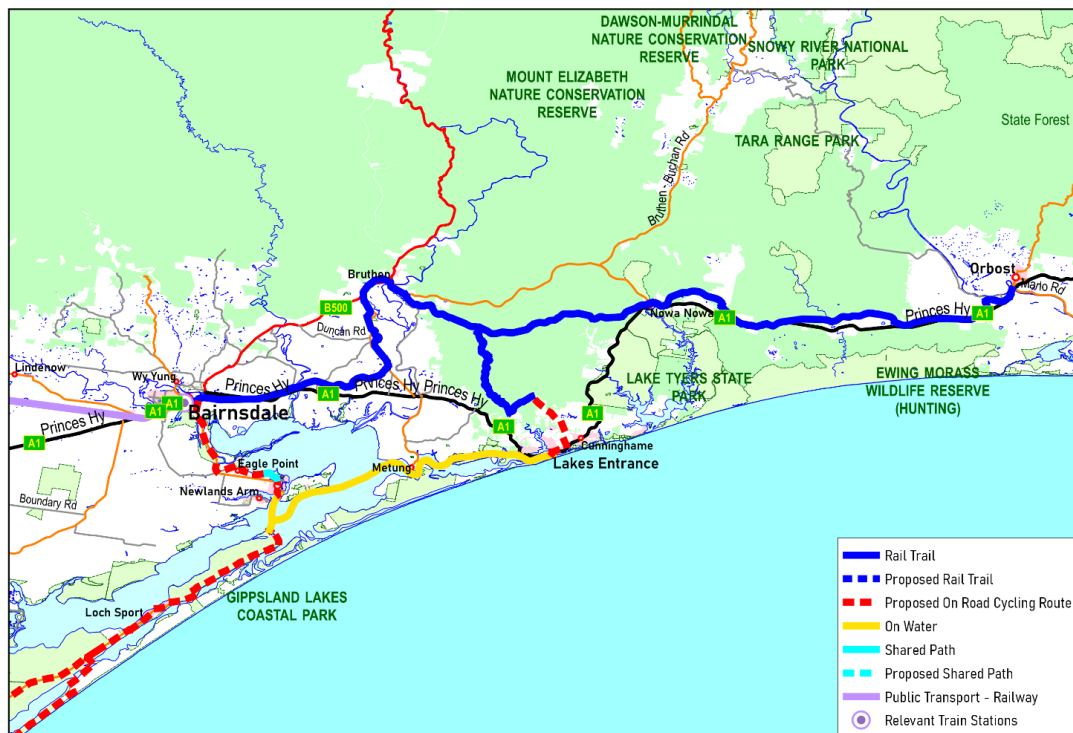 DAWSON-MURRINDAL
NATURE CONSERVATION
RESERVE
SNOWY RIVER NATIONAL
PARK
MOUNT ELIZABETH
NATURE CONSERVATION
RESERVE
State Forest
TARA RANGE PARK
Bruthen - Buchan Rd
Bruthen
Orbost
Marlo Rd
B500
Nowa Nowa
A1
A1
Princes Hy
Duncan Rd
Lindenow
Wy Yung
Princes Hy
Princes Hy
Princes Hy
A1
LAKE TYERS STATE
PARK
EWING MORASS
WILDLIFE RESERVE
(HUNTING)
A1
A1
Bairnsdale
Princes Hy
A1
A1
A1
Cunninghame
Lakes Entrance
Eagle Point
Metung
Newlands Arm
Boundary Rd
GIPPSLAND LAKES
COASTAL PARK
Loch Sport
Rail Trail
Proposed Rail Trail
Proposed On Road Cycling Route
On Water
Shared Path
Proposed Shared Path
Public Transport - Railway
Relevant Train Stations